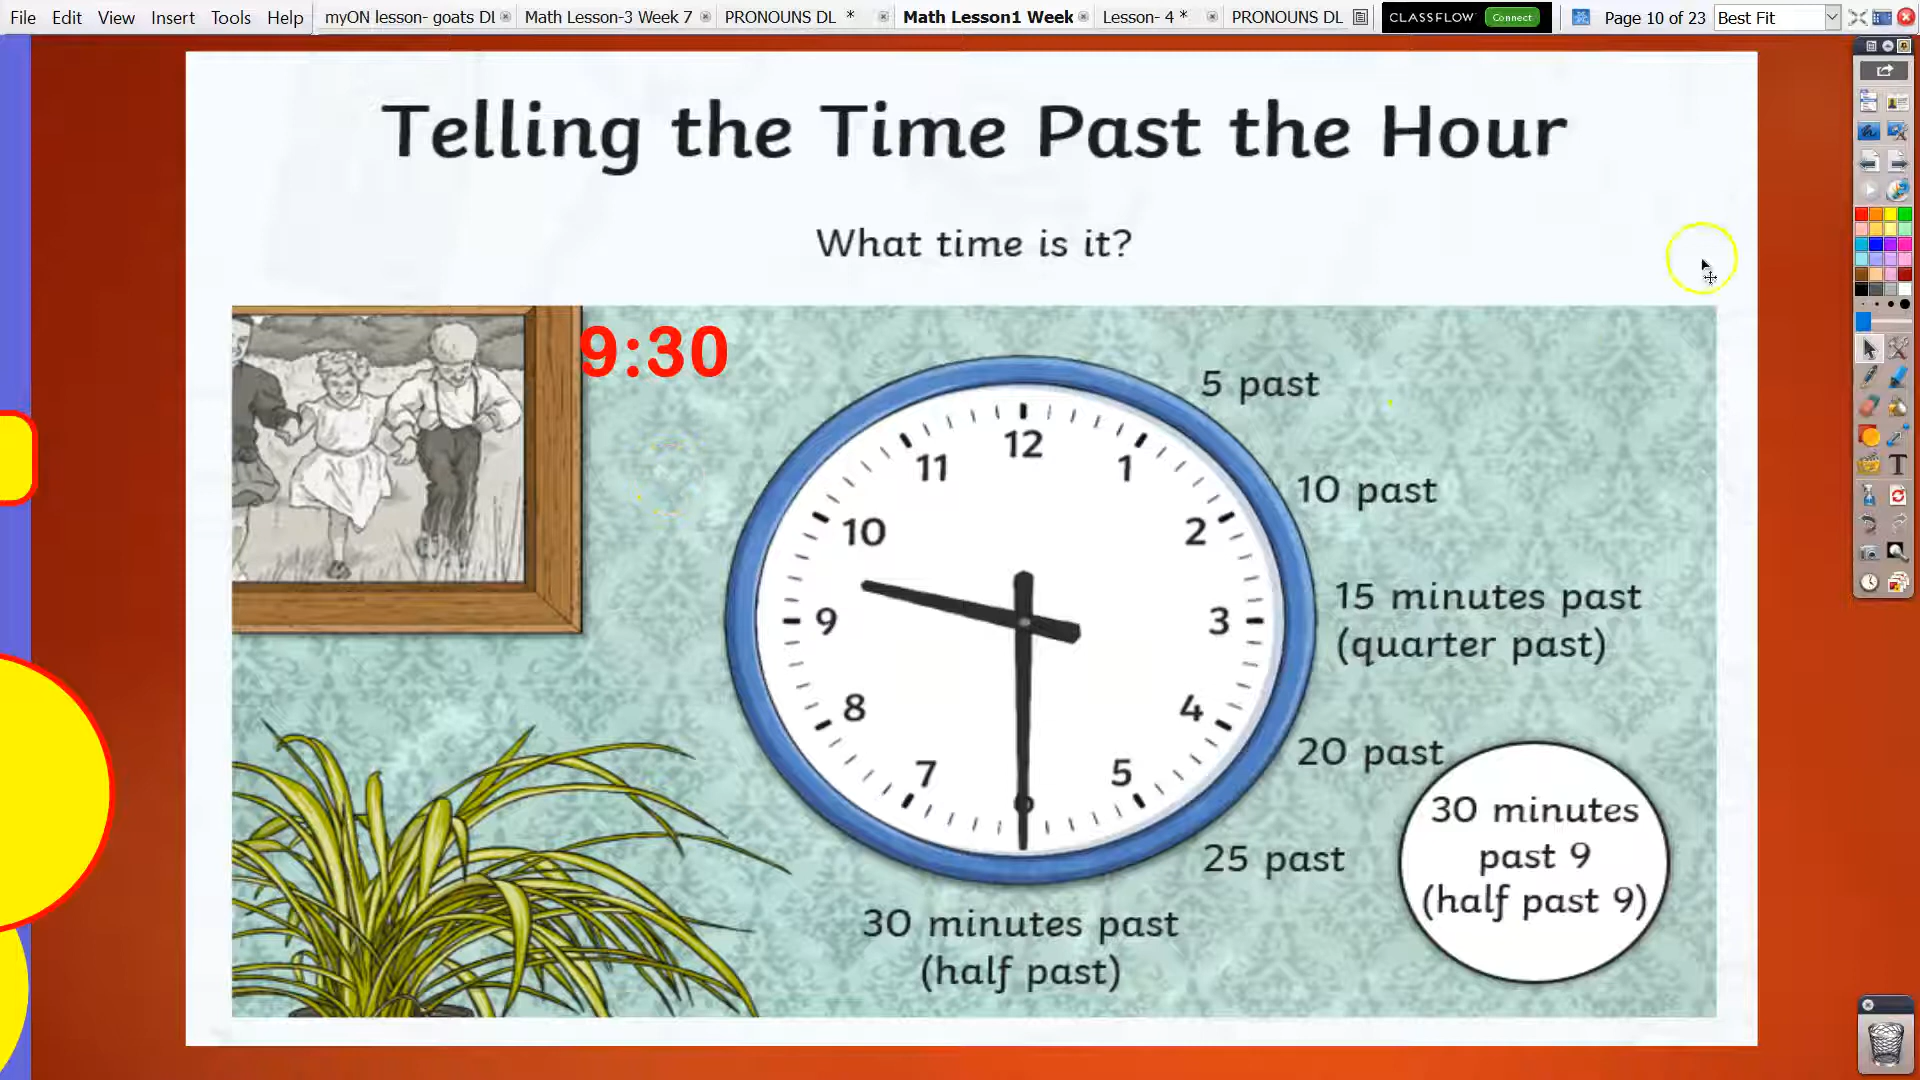 File Edit View Insert Tools Help myON lesson- goats DL Math Lesson-3 Week 7 PRONOUNS DL * Math Lesson1 Week Lesson- 4 * PRONOUNS DL CLASSFLOW Connect Page 10 of 23 Best Fit
Telling the Time Past the Hour
What time is it?
9:30
5 past
10 past
15 minutes past
(quarter past)
20 past
25 past
30 minutes past
(half past)
12
1
2
3
4
5
7
8
9
10
11
30 minutes
past 9
(half past 9)
T